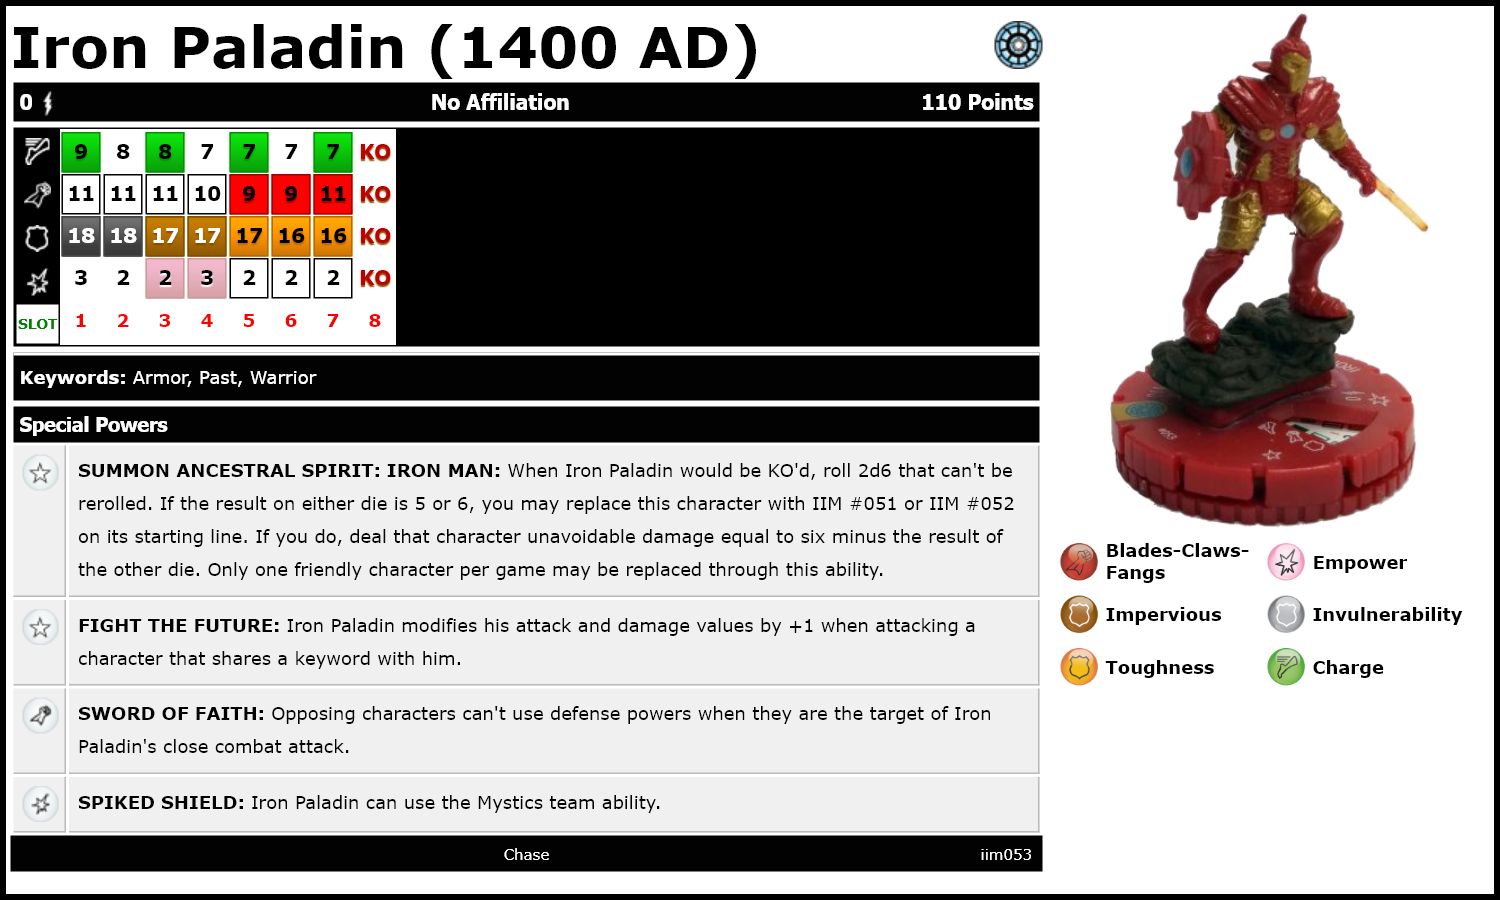 Iron Paladin (1400 AD)
0 No Affiliation 110 Points
9 8 8 7 7 7 7 KO
11 11 11 10 9 9 11 KO
18 18 17 17 17 16 16 KO
3 2 2 3 2 2 2 KO
SLOT 1 2 3 4 5 6 7 8
Keywords: Armor, Past, Warrior
Special Powers
SUMMON ANCESTRAL SPIRIT: IRON MAN: When Iron Paladin would be KO'd, roll 2d6 that can't be
rerolled. If the result on either die is 5 or 6, you may replace this character with IIM #051 or IIM #052
on its starting line. If you do, deal that character unavoidable damage equal to six minus the result of
the other die. Only one friendly character per game may be replaced through this ability.
FIGHT THE FUTURE: Iron Paladin modifies his attack and damage values by +1 when attacking a
character that shares a keyword with him.
SWORD OF FAITH: Opposing characters can't use defense powers when they are the target of Iron
Paladin's close combat attack.
SPIKED SHIELD: Iron Paladin can use the Mystics team ability.
Chase iim053
#053
Blades-Claws-
Fangs
Empower
Impervious
Invulnerability
Toughness
Charge